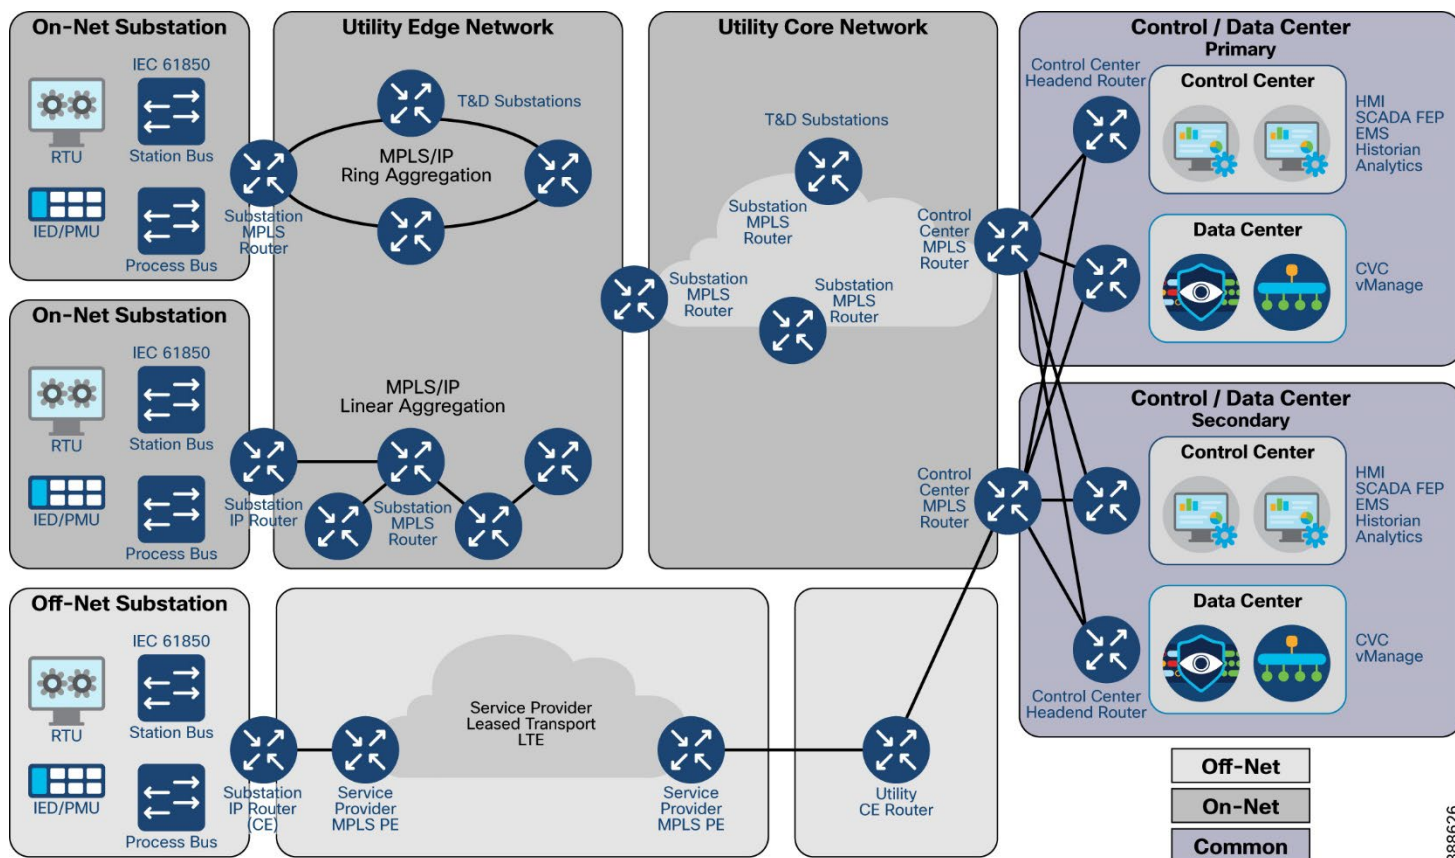 On-Net Substation
IEC 61850
RTU
Station Bus
IED/PMU
Process Bus
Substation
MPLS
Router
Utility Edge Network
T&D Substations
MPLS/IP
Ring Aggregation
Utility Core Network
T&D Substations
Substation
MPLS
Router
Substation
MPLS
Router
Substation
MPLS
Router
Control
Center
MPLS
Router
Control / Data Center
Primary
Control Center
Headend Router
Control Center
HMI
SCADA FEP
EMS
Historian
Analytics
Data Center
CVC
vManage
On-Net Substation
IEC 61850
RTU
Station Bus
IED/PMU
Process Bus
Substation
IP Router
MPLS/IP
Linear Aggregation
Substation
MPLS
Router
Control
Center
MPLS
Router
Control / Data Center
Secondary
Control Center
HMI
SCADA FEP
EMS
Historian
Analytics
Data Center
CVC
vManage
Control Center
Headend Router
Off-Net Substation
IEC 61850
RTU
Station Bus
IED/PMU
Process Bus
Substation
IP Router
(CE)
Service
Provider
MPLS PE
Service Provider
Leased Transport
LTE
Service
Provider
MPLS PE
Utility
CE Router
Off-Net
On-Net
Common